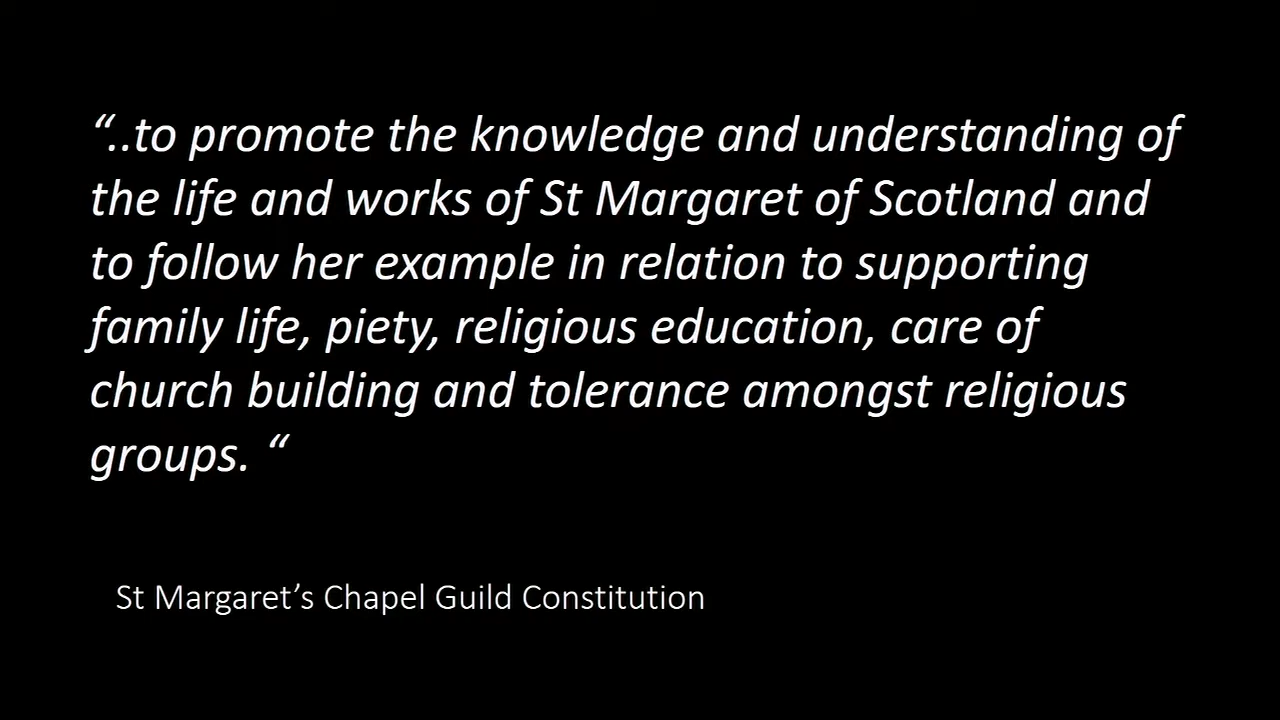 “..to promote the knowledge and understanding of
the life and works of St Margaret of Scotland and
to follow her example in relation to supporting
family life, piety, religious education, care of
church building and tolerance amongst religious
groups. “
St Margaret’s Chapel Guild Constitution